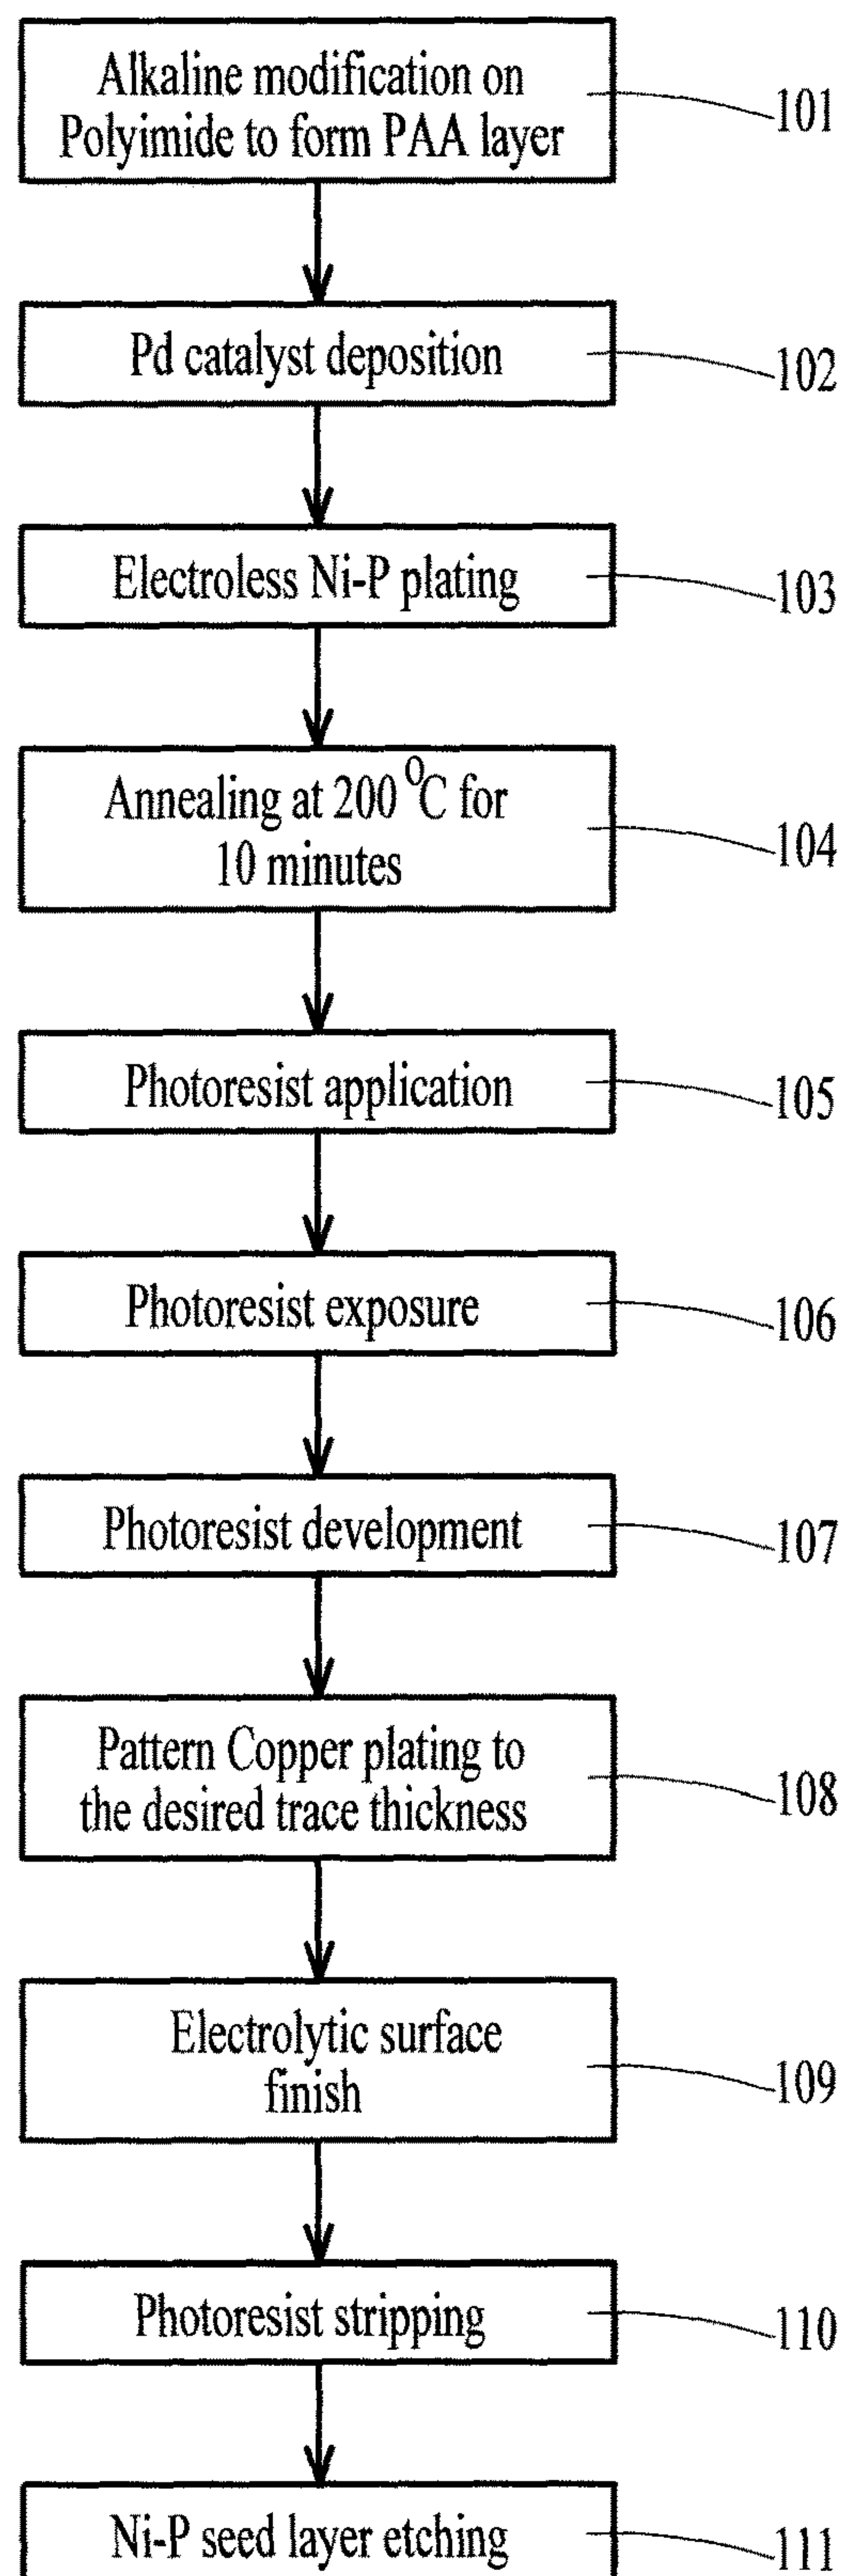 Alkaline modification on
Polyimide to form PAA layer
101
Pd catalyst deposition
102
Electroless Ni-P plating
103
Annealing at 200 °C for
10 minutes
104
Photoresist application
105
Photoresist exposure
106
Photoresist development
107
Pattern Copper plating to
the desired trace thickness
108
Electrolytic surface
finish
109
Photoresist stripping
110
Ni-P seed layer etching
111